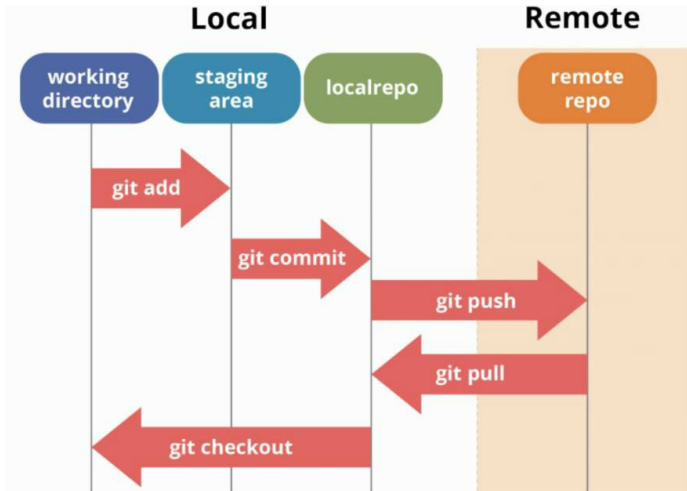 Local
Remote
working
directory
staging
area
localrepo
remote
repo
git add
git commit
git push
git pull
git checkout